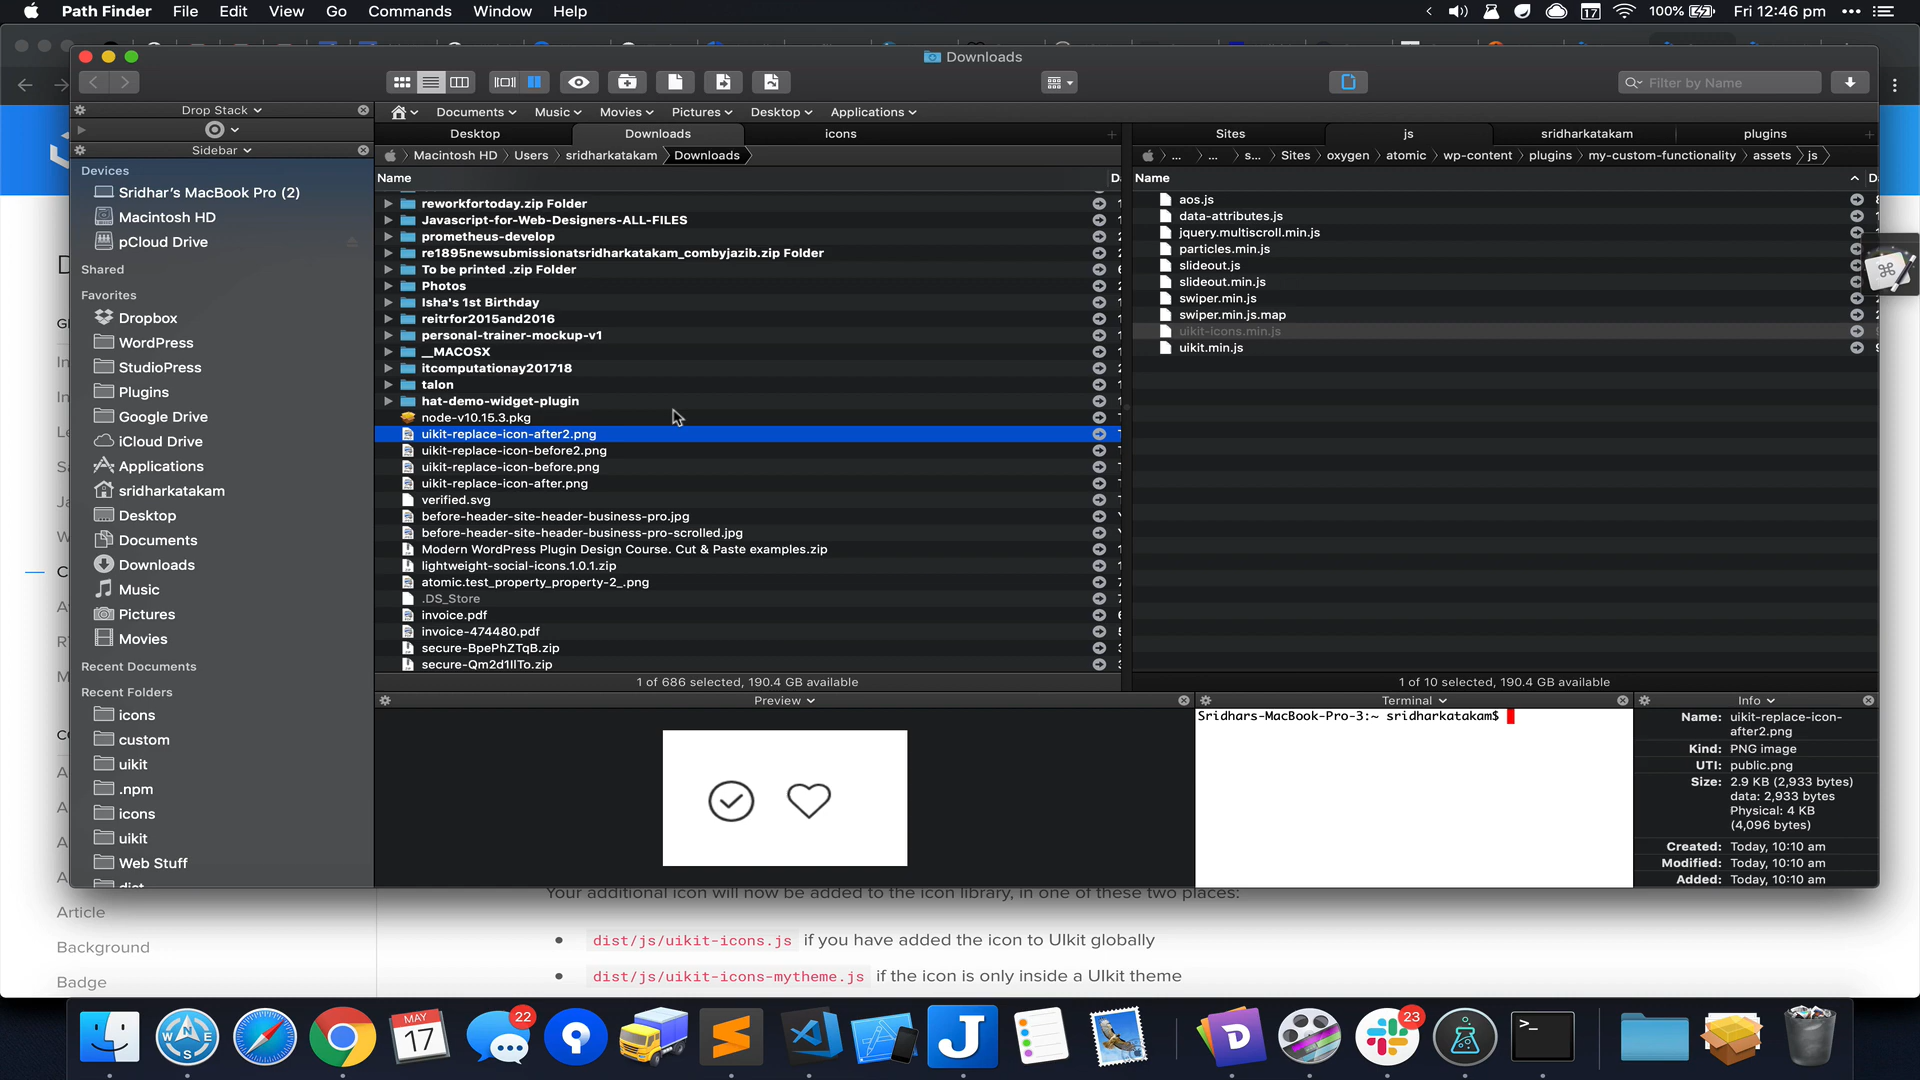 Path Finder File Edit View Go Commands Window Help
17 100% Fri 12:46 pm
Downloads
Filter by Name
Drop Stack
Documents Music Movies Pictures Desktop Applications
Desktop Downloads icons
Sites js sridharkatakam plugins
Sidebar
Macintosh HD Users sridharkatakam Downloads
... ... s... Sites oxygen atomic wp-content plugins my-custom-functionality assets js
Name
Name
Devices
Sridhar's MacBook Pro (2)
Macintosh HD
pCloud Drive
Shared
Favorites
Dropbox
WordPress
StudioPress
Plugins
Google Drive
iCloud Drive
Applications
sridharkatakam
Desktop
Documents
Downloads
Music
Pictures
Movies
Recent Documents
Recent Folders
icons
custom
uikit
.npm
icons
uikit
Web Stuff
dist
reworkfortoday.zip Folder
Javascript-for-Web-Designers-ALL-FILES
prometheus-develop
re1895newsubmissionatsridharkatakam_combyjazib.zip Folder
To be printed .zip Folder
Photos
Isha's 1st Birthday
reitrfor2015and2016
personal-trainer-mockup-v1
__MACOSX
itcomputationay201718
talon
hat-demo-widget-plugin
node-v10.15.3.pkg
uikit-replace-icon-after2.png
uikit-replace-icon-before2.png
uikit-replace-icon-before.png
uikit-replace-icon-after.png
verified.svg
before-header-site-header-business-pro.jpg
before-header-site-header-business-pro-scrolled.jpg
Modern WordPress Plugin Design Course. Cut & Paste examples.zip
lightweight-social-icons.1.0.1.zip
atomic.test_property_property-2_.png
.DS_Store
invoice.pdf
invoice-474480.pdf
secure-BpePhZTqB.zip
secure-Qm2d1IlTo.zip
1 of 686 selected, 190.4 GB available
aos.js
data-attributes.js
jquery.multiscroll.min.js
particles.min.js
slideout.js
slideout.min.js
swiper.min.js
swiper.min.js.map
uikit-icons.min.js
uikit.min.js
1 of 10 selected, 190.4 GB available
Preview
Terminal
Sridhars-MacBook-Pro-3:~ sridharkatakam$
Info
Name: uikit-replace-icon-
after2.png
Kind: PNG image
UTI: public.png
Size: 2.9 KB (2,933 bytes)
data: 2,933 bytes
Physical: 4 KB
(4,096 bytes)
Created: Today, 10:10 am
Modified: Today, 10:10 am
Added: Today, 10:10 am
Your additional icon will now be added to the icon library, in one of these two places:
dist/js/uikit-icons.js if you have added the icon to UIkit globally
dist/js/uikit-icons-mytheme.js if the icon is only inside a UIkit theme
Article
Background
Badge
MAY
17
22
23